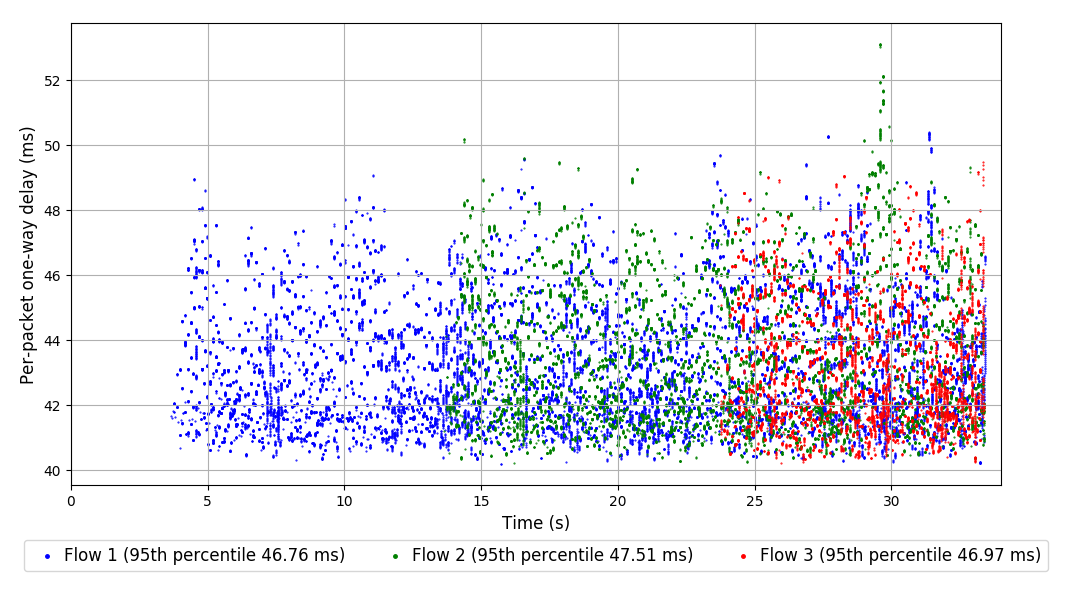 Per-packet one-way delay (ms)
52
50
48
46
44
42
40
0 5 10 15 20 25 30
Time (s)
Flow 1 (95th percentile 46.76 ms) Flow 2 (95th percentile 47.51 ms) Flow 3 (95th percentile 46.97 ms)